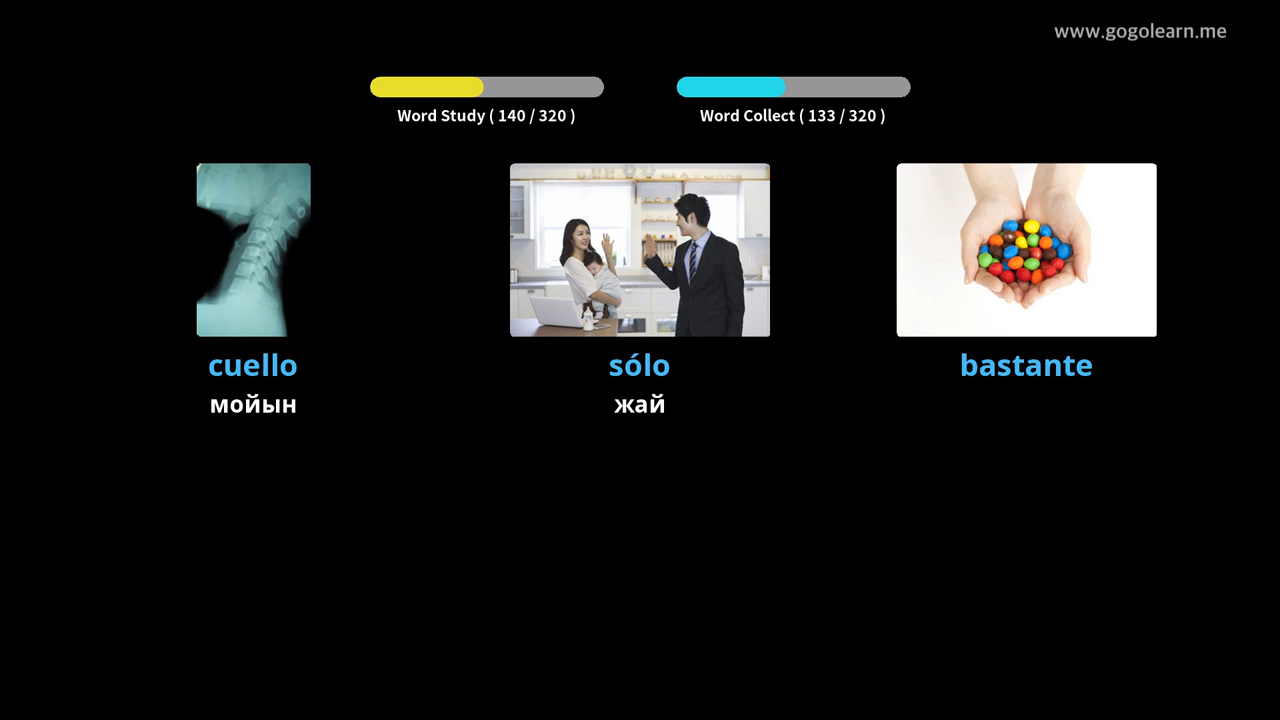 www.gogolearn.me
Word Study ( 140 / 320 )
Word Collect ( 133 / 320 )
cuello
мойын
sólo
жай
bastante